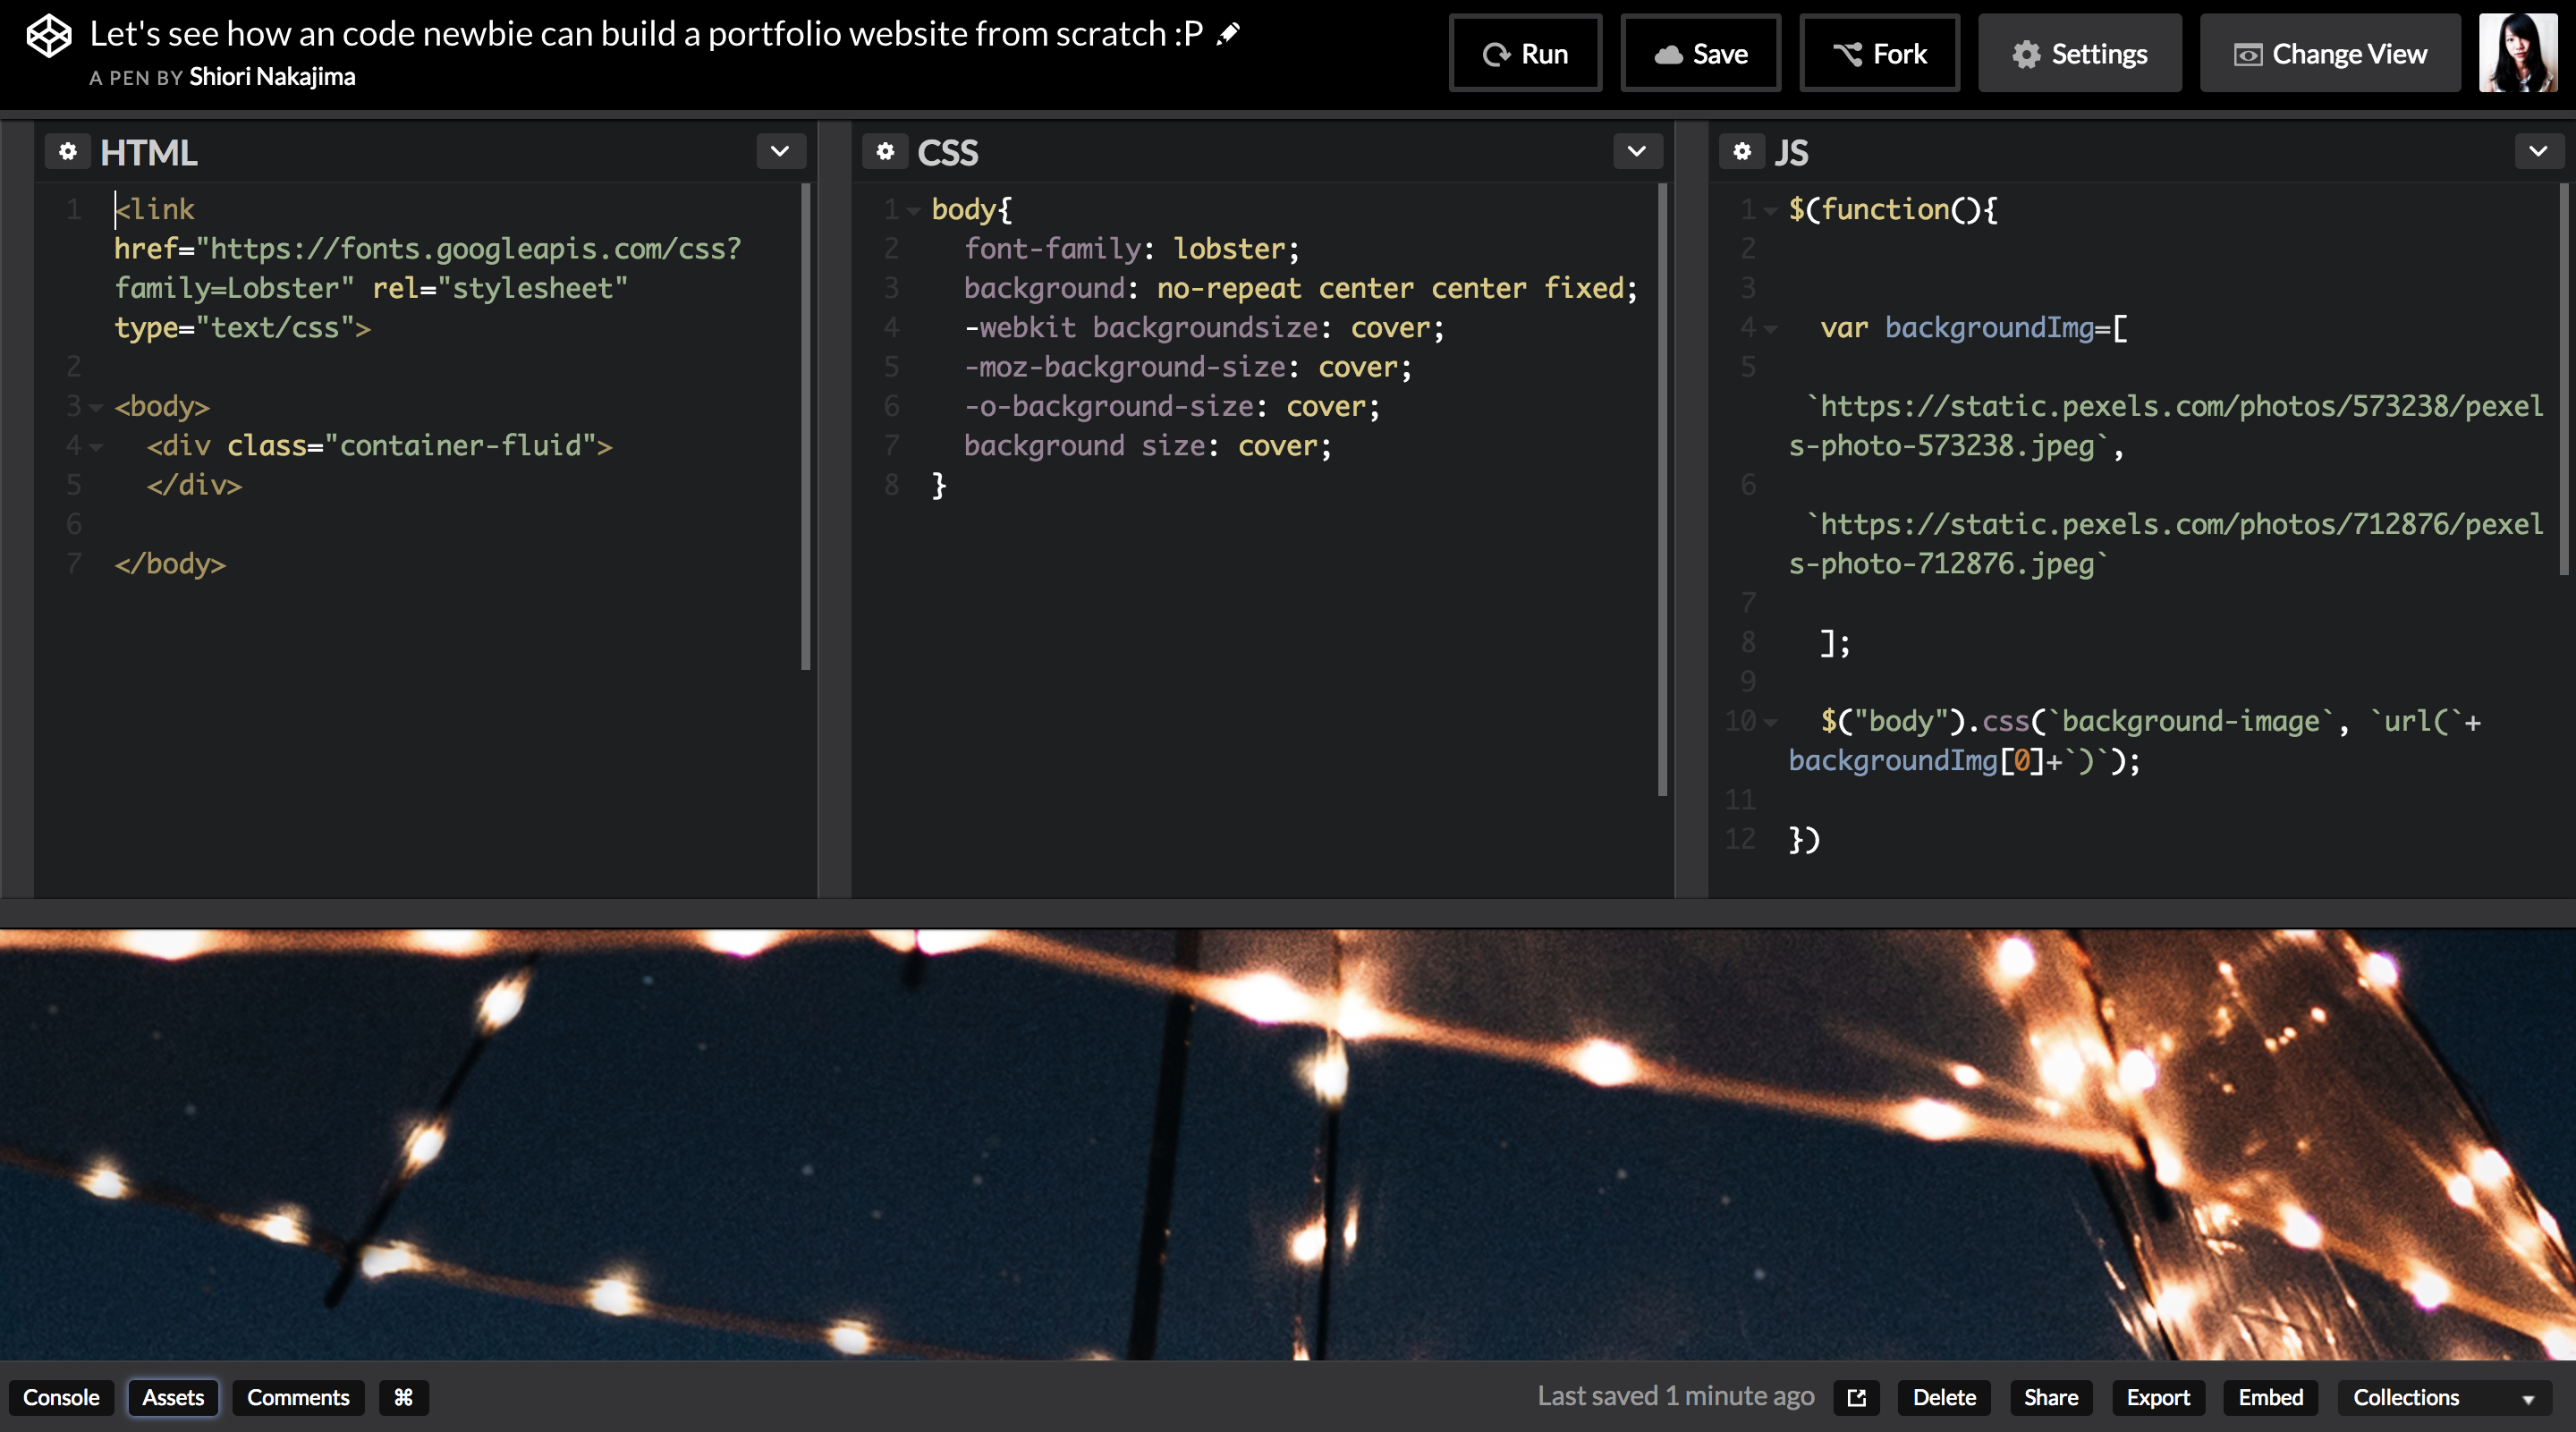 Let's see how an code newbie can build a portfolio website from scratch :P
A PEN BY Shiori Nakajima
Run
Save
Fork
Settings
Change View
HTML
1 <link
href="https://fonts.googleapis.com/css?
family=Lobster" rel="stylesheet"
type="text/css">
2
3 <body>
4 <div class="container-fluid">
5 </div>
6
7 </body>
CSS
1 body{
2 font-family: lobster;
3 background: no-repeat center center fixed;
4 -webkit backgroundsize: cover;
5 -moz-background-size: cover;
6 -o-background-size: cover;
7 background size: cover;
8 }
JS
1 $(function(){
2
3
4 var backgroundImg=[
5
`https://static.pexels.com/photos/573238/pexel
s-photo-573238.jpeg`,
6
`https://static.pexels.com/photos/712876/pexel
s-photo-712876.jpeg`
7
8 ];
9
10 $("body").css(`background-image`, `url(`+
backgroundImg[0]+`)`);
11
12 })
Console
Assets
Comments
⌘
Last saved 1 minute ago
Delete
Share
Export
Embed
Collections